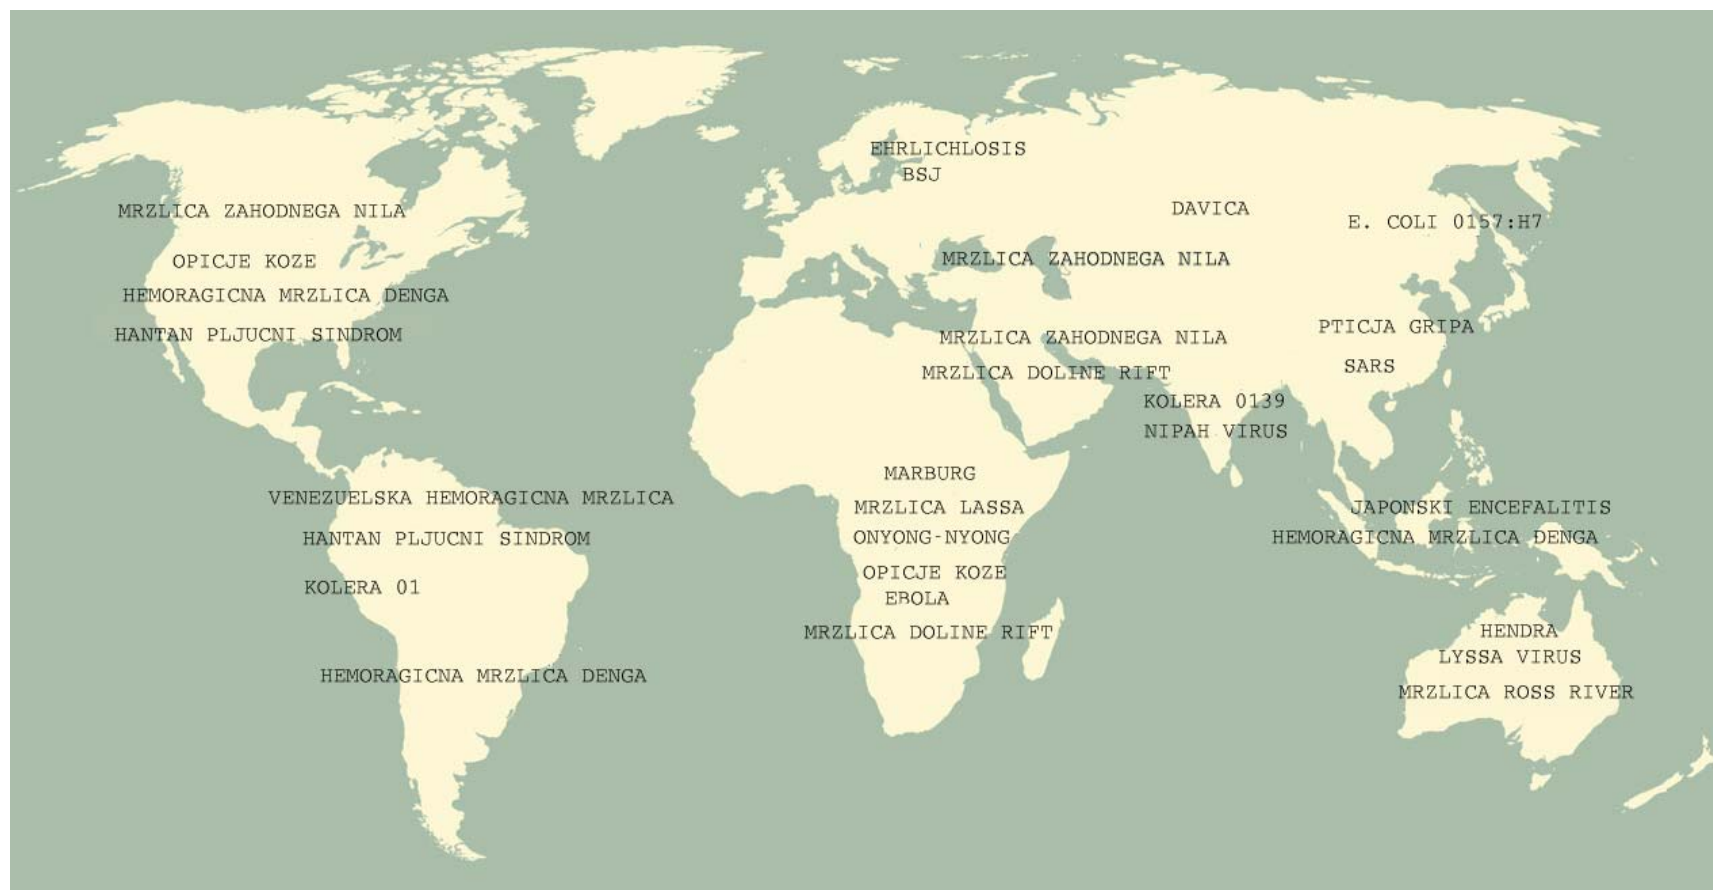 EHRLICHLOSIS
BSJ
MRZLICA ZAHODNEGA NILA
DAVICA
E. COLI 0157:H7
OPICJE KOZE
MRZLICA ZAHODNEGA NILA
HEMORAGICNA MRZLICA DENGA
HANTAN PLJUCNI SINDROM
PTICJA GRIPA
MRZLICA ZAHODNEGA NILA
SARS
MRZLICA DOLINE RIFT
KOLERA 0139
NIPAH VIRUS
MARBURG
VENEZUELSKA HEMORAGICNA MRZLICA
MRZLICA LASSA
JAPONSKI ENCEFALITIS
HANTAN PLJUCNI SINDROM
ONYONG-NYONG
HEMORAGICNA MRZLICA DENGA
OPICJE KOZE
KOLERA 01
EBOLA
MRZLICA DOLINE RIFT
HENDRA
LYSSA VIRUS
HEMORAGICNA MRZLICA DENGA
MRZLICA ROSS RIVER